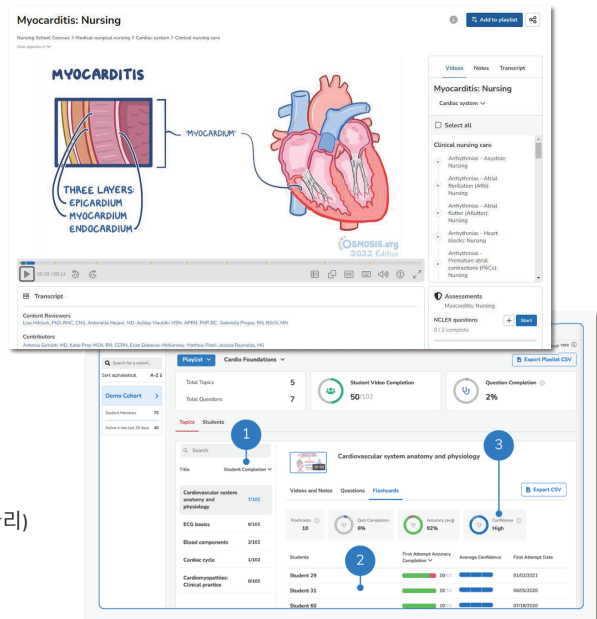 Myocarditis: Nursing
Add to playlist
Nursing School Courses > Medical-surgical nursing > Cardiac system > Clinical nursing care
Also appears in
MYOCARDITIS
"MYOCARDIUM"
THREE LAYERS:
EPICARDIUM
MYOCARDIUM
ENDOCARDIUM
OSMOSIS.org
2022 Edition
Videos Notes Transcript
Myocarditis: Nursing
Cardiac system
Select all
Clinical nursing care
Arrhythmias - Asystole: Nursing
Arrhythmias - Atrial fibrillation (Afib): Nursing
Arrhythmias - Atrial flutter (Aflutter): Nursing
Arrhythmias - Heart blocks: Nursing
Arrhythmias - Premature atrial contractions (PACs): Nursing
Transcript
Content Reviewers
Contributors
Assessments
Myocarditis: Nursing
NCLEX questions + Start
0 / 2 complete
Search for a cohort...
Sort alphabetical A-Z
Demo Cohort
Student Members 75
Active in the last 30 days 40
Playlist Cardio Foundations
Export Playlist CSV
Total Topics 5
Total Questions 7
Student Video Completion
50/102
Question Completion
2%
Topics Students
1
Search
Title Student Completion
Cardiovascular system anatomy and physiology 7/102
ECG basics 6/102
Blood components 2/102
Cardiac cycle 1/102
Cardiomyopathies: Clinical practice 0/102
Cardiovascular system anatomy and physiology
3
Videos and Notes Questions Flashcards
Export CSV
Flashcards 10
Quiz Completion 6%
Accuracy (avg) 92%
Confidence High
2
Students First Attempt Accuracy Completion Average Confidence First Attempt Date
Student 29 10/10 01/02/2021
Student 31 10/10 06/05/2020
Student 60 10/10 07/18/2020
리)